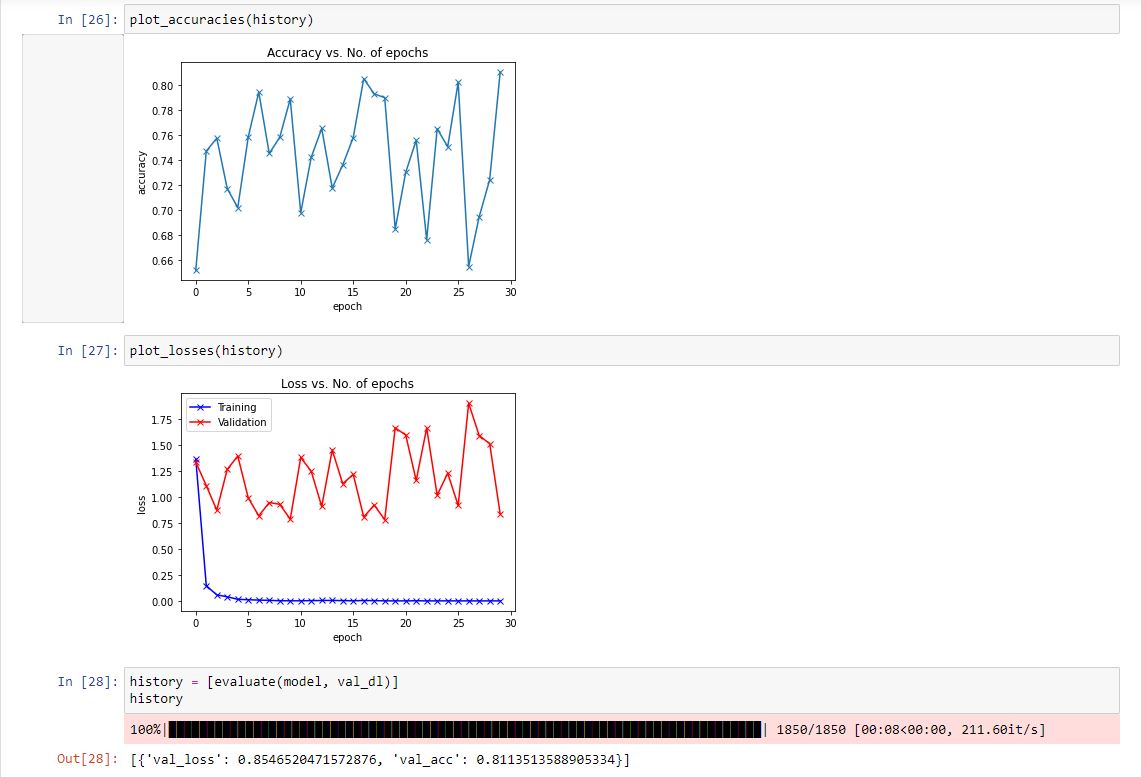 In [26]: plot_accuracies(history)
Accuracy vs. No. of epochs
0.80
0.78
0.76
0.74
0.72
0.70
0.68
0.66
accuracy
0 5 10 15 20 25 30
epoch
In [27]: plot_losses(history)
Loss vs. No. of epochs
Training
Validation
1.75
1.50
1.25
1.00
0.75
0.50
0.25
0.00
loss
0 5 10 15 20 25 30
epoch
In [28]: history = [evaluate(model, val_dl)]
history
100%| | 1850/1850 [00:08<00:00, 211.60it/s]
Out[28]: [{'val_loss': 0.8546520471572876, 'val_acc': 0.8113513588905334}]